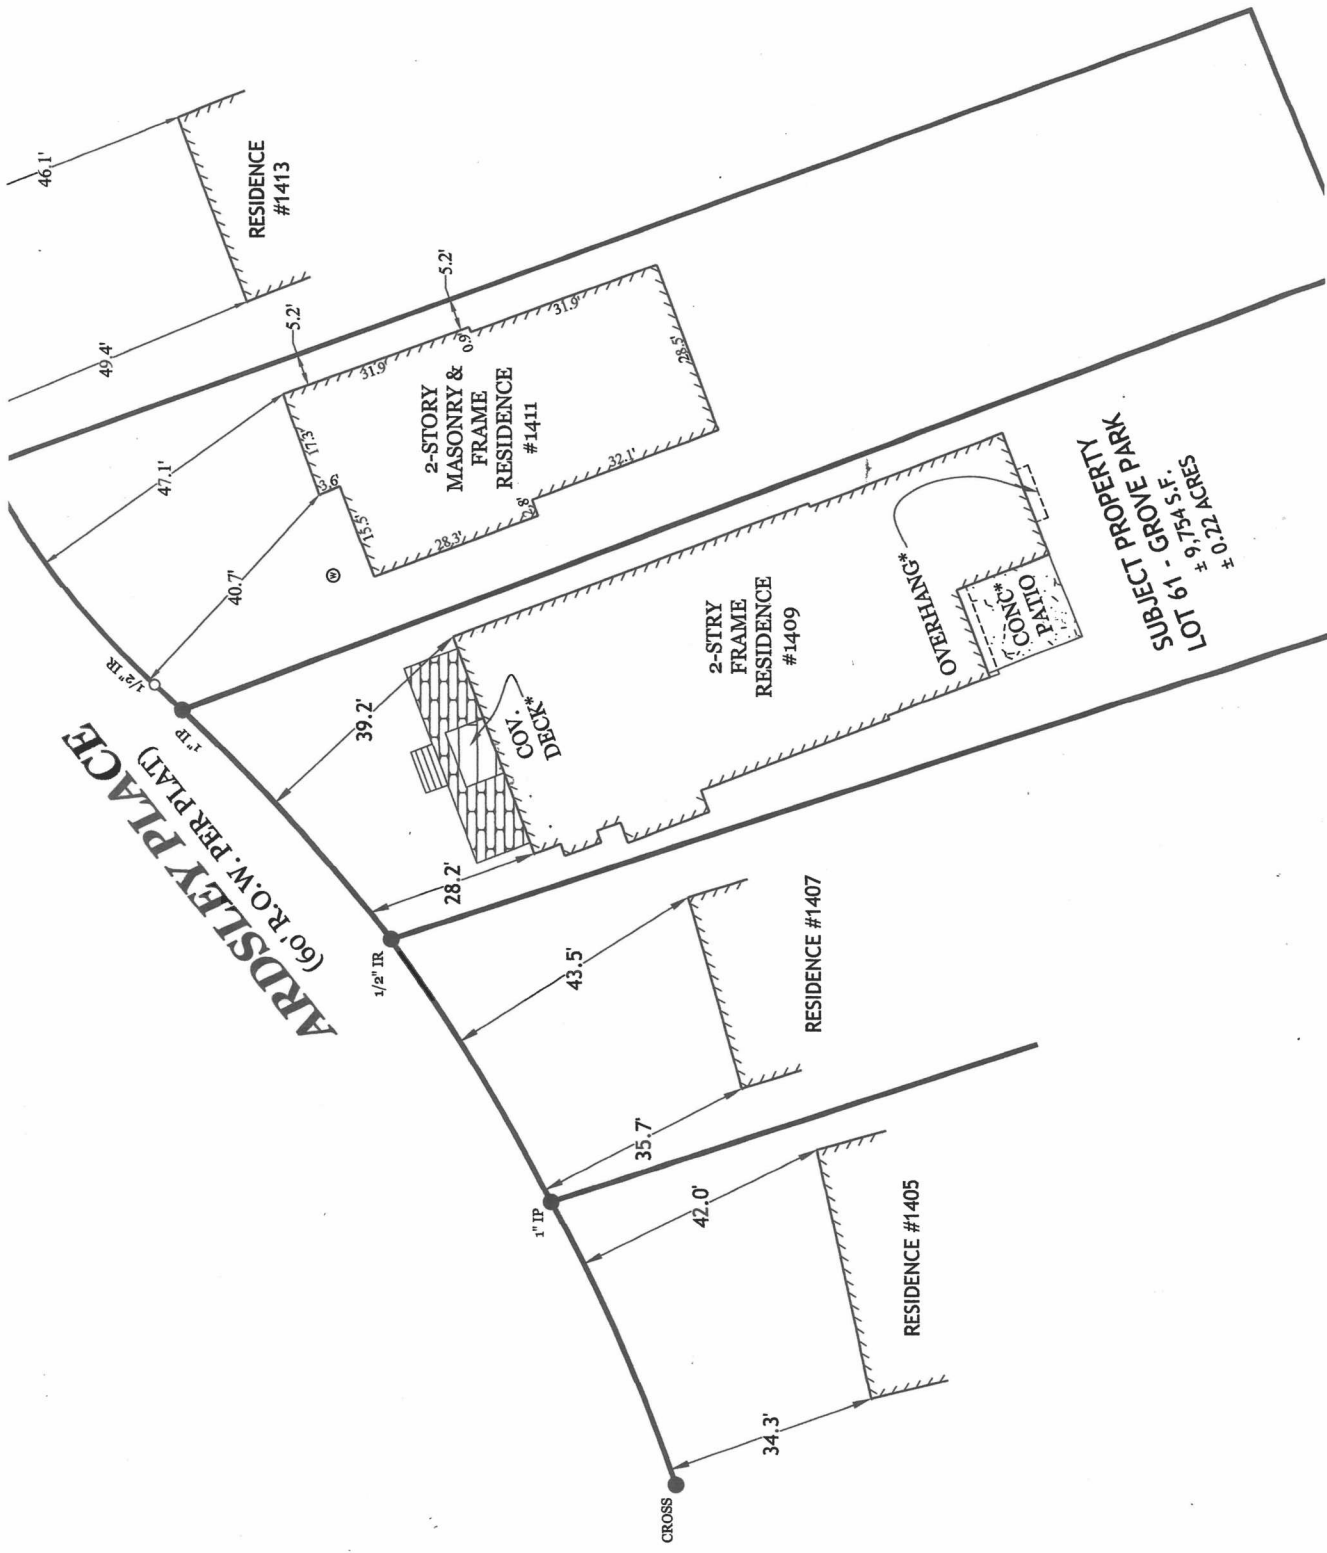 46.1'
RESIDENCE
#1413
49.4'
5.2'
5.2'
47.1'
17.3'
3.6'
15.5'
31.9'
0.9'
31.9'
28.5'
32.1'
2.8'
28.3'
2-STORY
MASONRY &
FRAME
RESIDENCE
#1411
40.7'
W
1/2" IR
1" IP
ARDSLEY PLACE
(60' R.O.W. PER PLAT)
39.2'
COV.
DECK*
28.2'
2-STRY
FRAME
RESIDENCE
#1409
OVERHANG*
CONC*
PATIO
SUBJECT PROPERTY
LOT 61 - GROVE PARK
± 9,754 S.F.
± 0.22 ACRES
1/2" IR
43.5'
RESIDENCE #1407
35.7'
1" IP
42.0'
RESIDENCE #1405
34.3'
CROSS